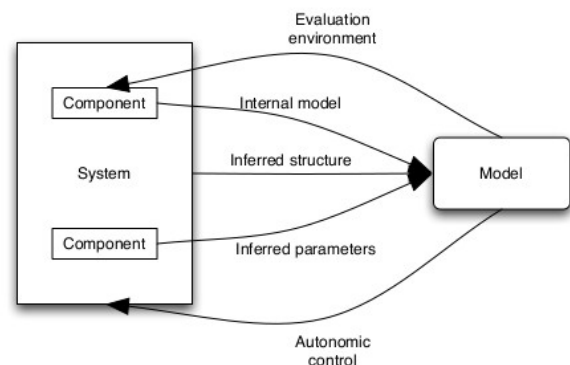 Evaluation
environment
Component
Internal model
System
Inferred structure
Model
Component
Inferred parameters
Autonomic
control